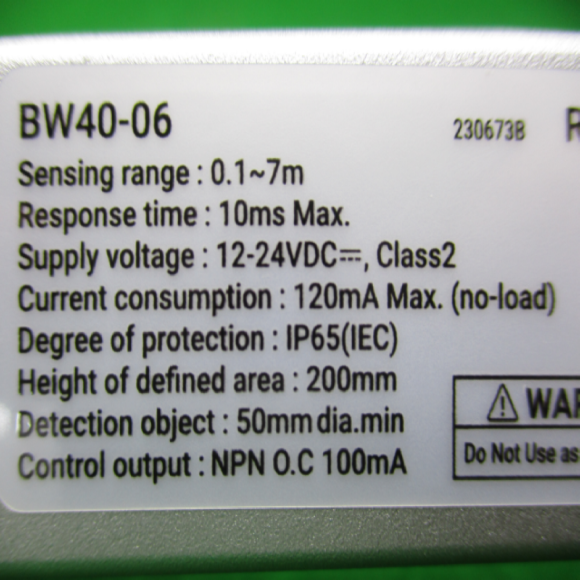 BW40-06 230673B R
Sensing range : 0.1~7m
Response time : 10ms Max.
Supply voltage : 12-24VDC⎓, Class2
Current consumption : 120mA Max. (no-load)
Degree of protection : IP65(IEC)
Height of defined area : 200mm
Detection object : 50mm dia.min
Control output : NPN O.C 100mA
⚠ WAR
Do Not Use as